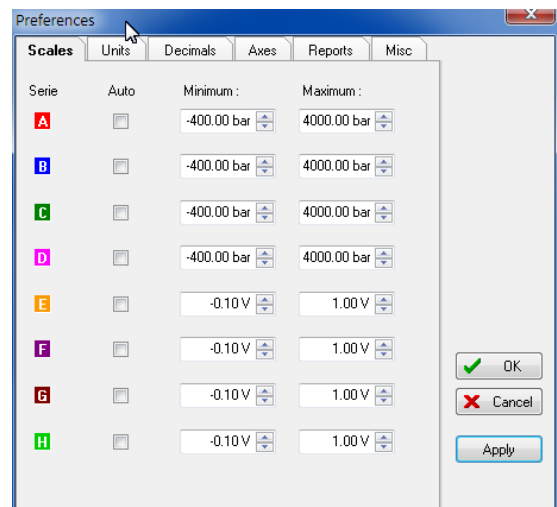 Preferences
Scales Units Decimals Axes Reports Misc
Serie Auto Minimum : Maximum :
A -400.00 bar 4000.00 bar
B -400.00 bar 4000.00 bar
C -400.00 bar 4000.00 bar
D -400.00 bar 4000.00 bar
E -0.10 V 1.00 V
F -0.10 V 1.00 V
OK
G -0.10 V 1.00 V
Cancel
H -0.10 V 1.00 V
Apply